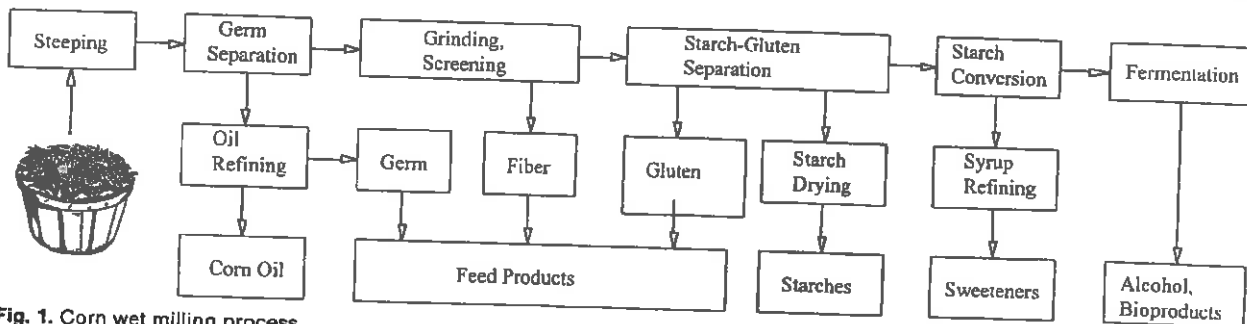 Steeping
Germ
Separation
Grinding,
Screening
Starch-Gluten
Separation
Starch
Conversion
Fermentation
Oil
Refining
Germ
Fiber
Gluten
Starch
Drying
Syrup
Refining
Corn Oil
Feed Products
Starches
Sweeteners
Alcohol,
Bioproducts
Fig. 1. Corn wet milling process